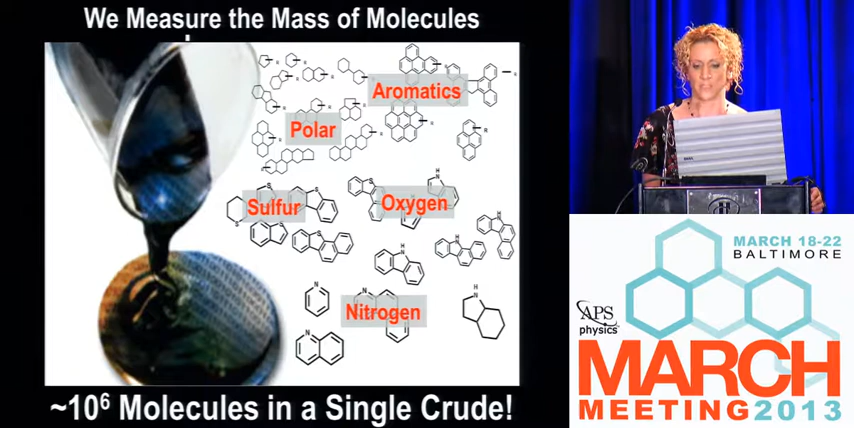 We Measure the Mass of Molecules
Aromatics
Polar
Sulfur
Oxygen
Nitrogen
~10⁶ Molecules in a Single Crude!
MARCH 18-22
BALTIMORE
APS
physics
MARCH
MEETING2013